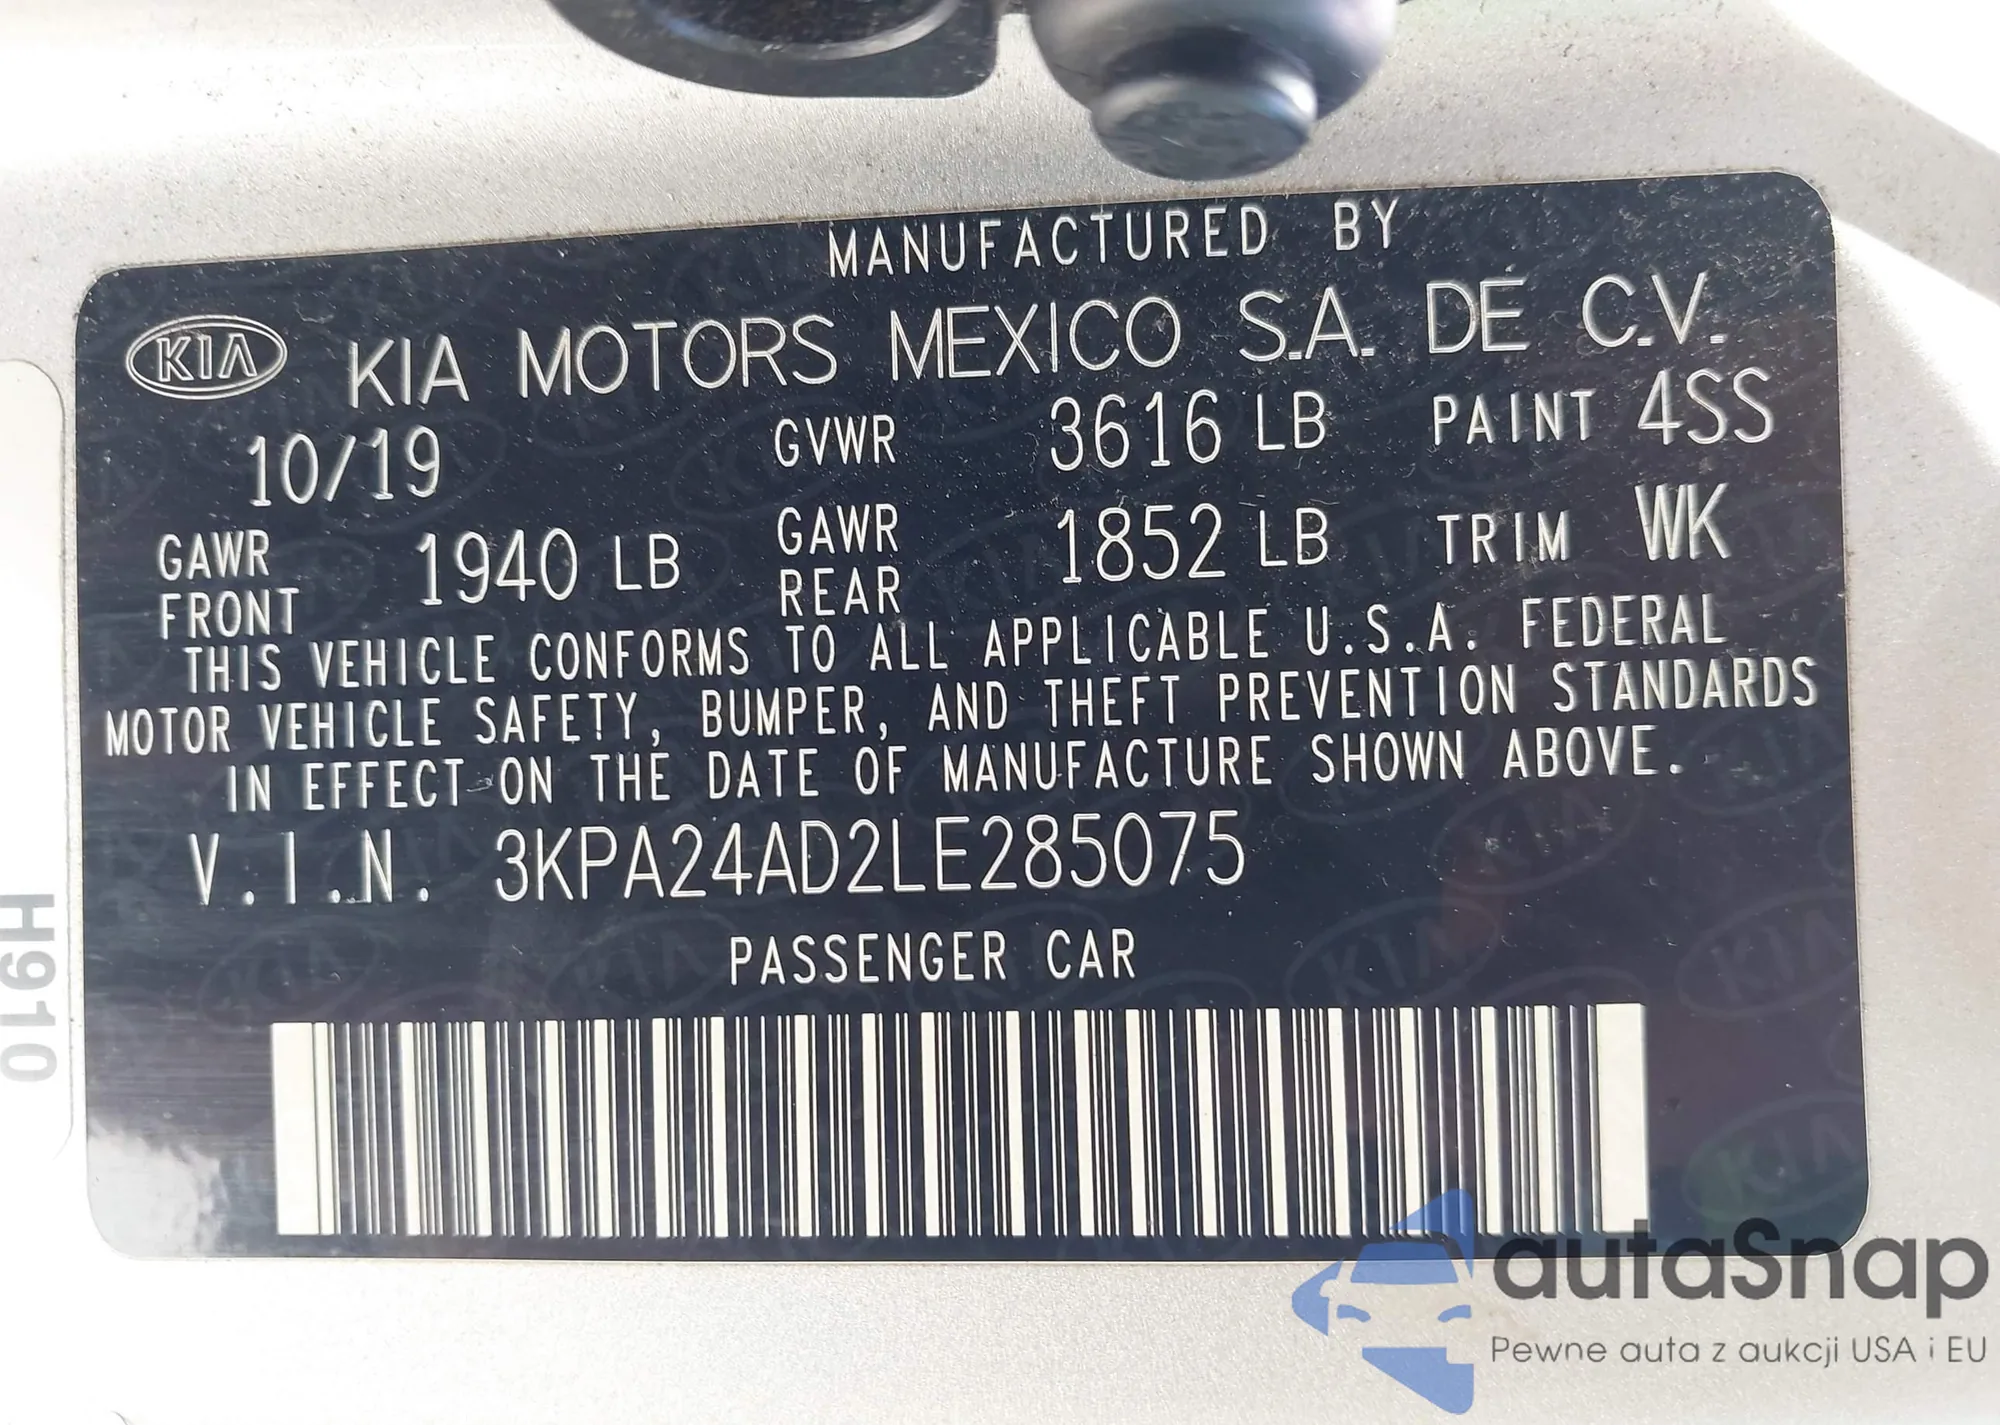 MANUFACTURED BY
KIA KIA MOTORS MEXICO S.A. DE C.V.
10/19 GVWR 3616 LB PAINT 4SS
GAWR FRONT 1940 LB GAWR REAR 1852 LB TRIM WK
THIS VEHICLE CONFORMS TO ALL APPLICABLE U.S.A. FEDERAL
MOTOR VEHICLE SAFETY, BUMPER, AND THEFT PREVENTION STANDARDS
IN EFFECT ON THE DATE OF MANUFACTURE SHOWN ABOVE.
V.I.N. 3KPA24AD2LE285075
PASSENGER CAR
H910
autaSnap
Pewne auta z aukcji USA i EU